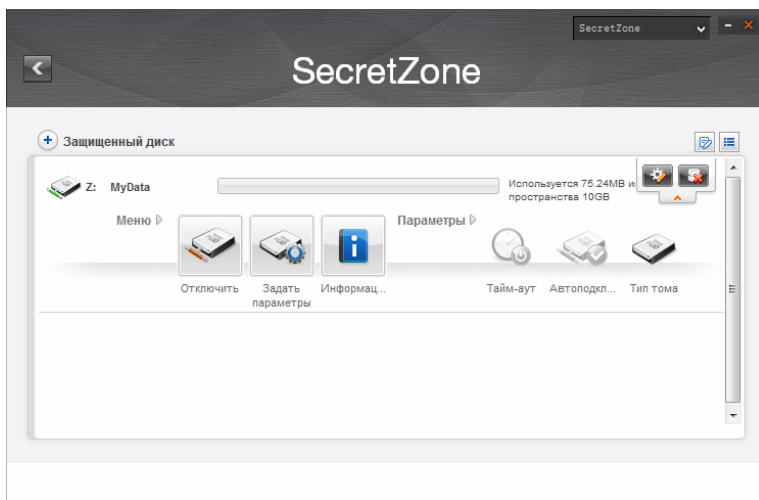 SecretZone
SecretZone
Защищенный диск
Z: MyData
Используется 75.24MB и
пространства 10GB
Меню
Параметры
Отключить
Задать
параметры
Информац...
Тайм-аут
Автоподкл...
Тип тома